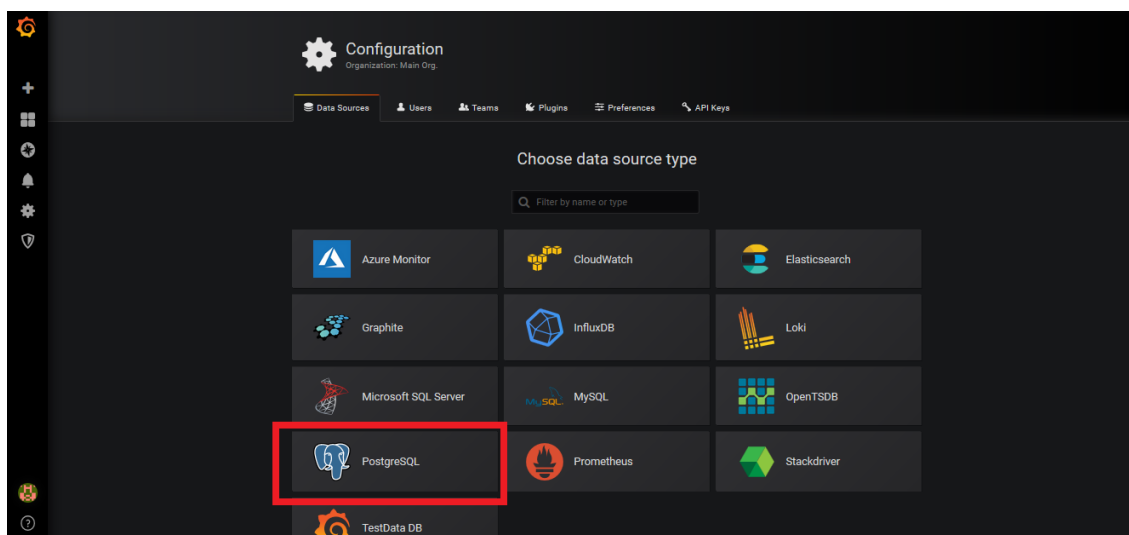 Configuration
Organization: Main Org.
Data Sources Users Teams Plugins Preferences API Keys
Choose data source type
Filter by name or type
Azure Monitor CloudWatch Elasticsearch
Graphite InfluxDB Loki
Microsoft SQL Server MySQL MySQL OpenTSDB
PostgreSQL Prometheus Stackdriver
TestData DB